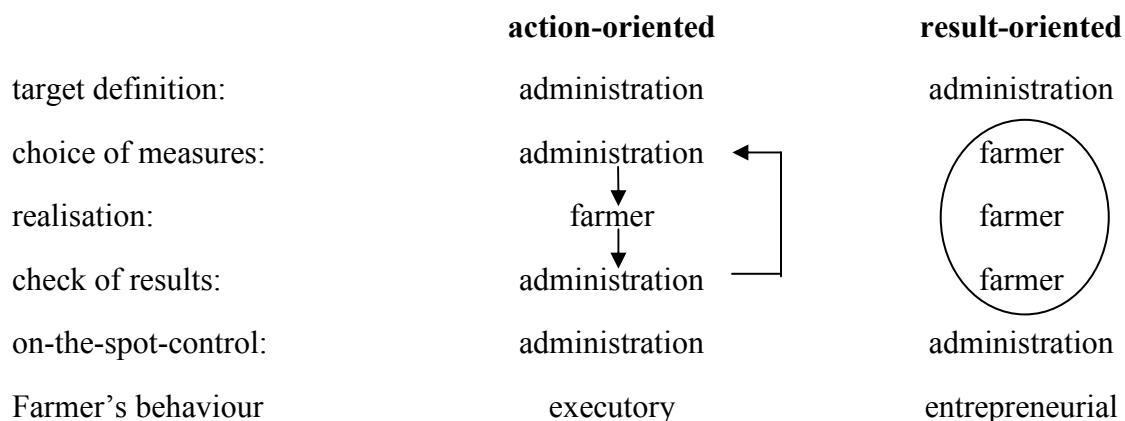 action-oriented result-oriented
target definition: administration administration
choice of measures: administration farmer
realisation: farmer farmer
check of results: administration farmer
on-the-spot-control: administration administration
Farmer’s behaviour executory entrepreneurial